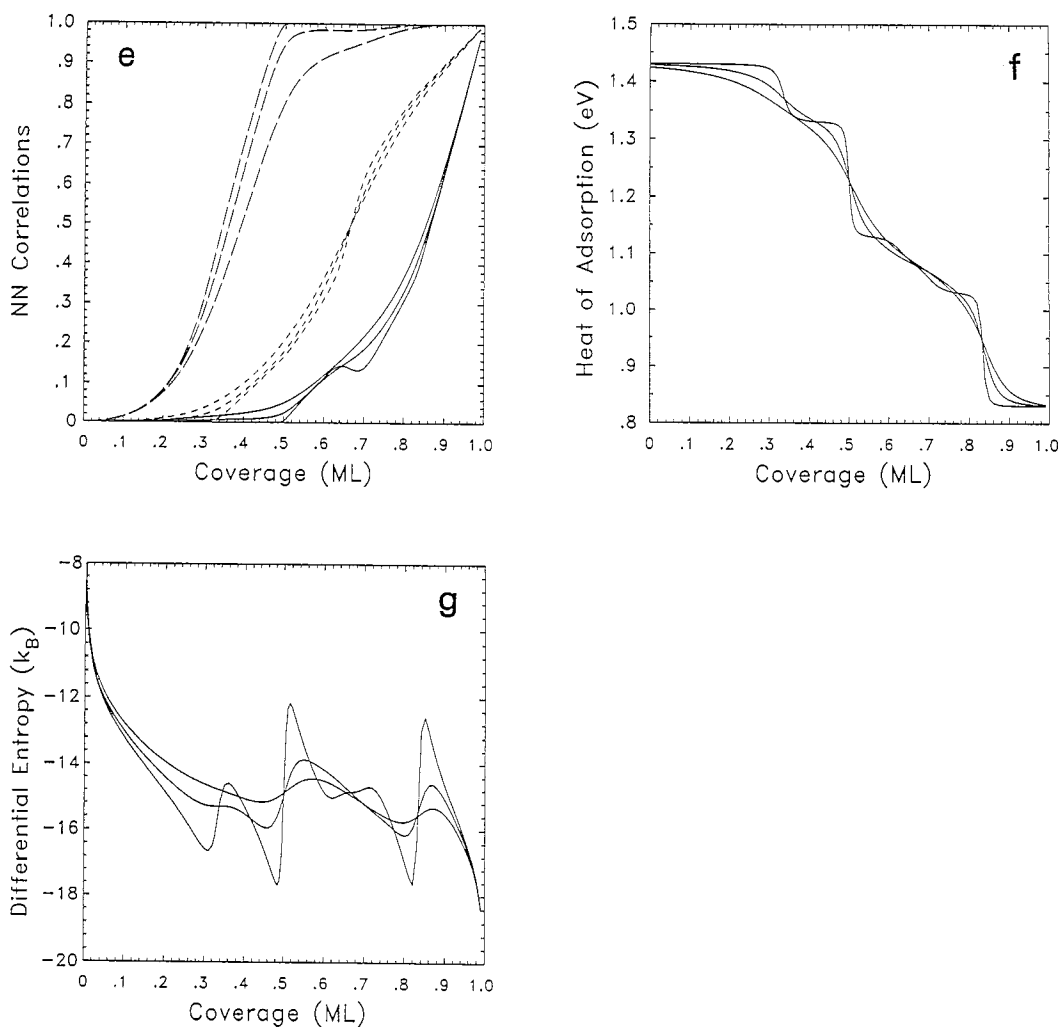 e
1.0
.9
.8
.7
.6
.5
.4
.3
.2
.1
0
NN Correlations
0 .1 .2 .3 .4 .5 .6 .7 .8 .9 1.0
Coverage (ML)
f
1.5
1.4
1.3
1.2
1.1
1.0
.9
.8
Heat of Adsorption (eV)
0 .1 .2 .3 .4 .5 .6 .7 .8 .9 1.0
Coverage (ML)
g
-8
-10
-12
-14
-16
-18
-20
Differential Entropy (kB)
0 .1 .2 .3 .4 .5 .6 .7 .8 .9 1.0
Coverage (ML)